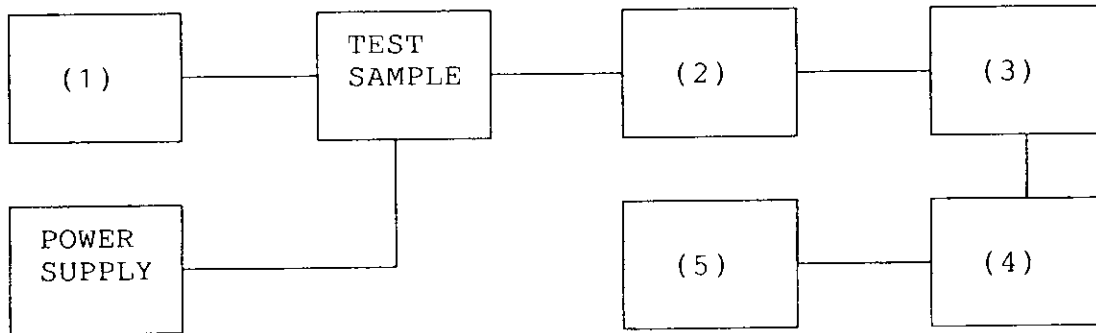 (1)
TEST
SAMPLE
(2)
(3)
POWER
SUPPLY
(5)
(4)